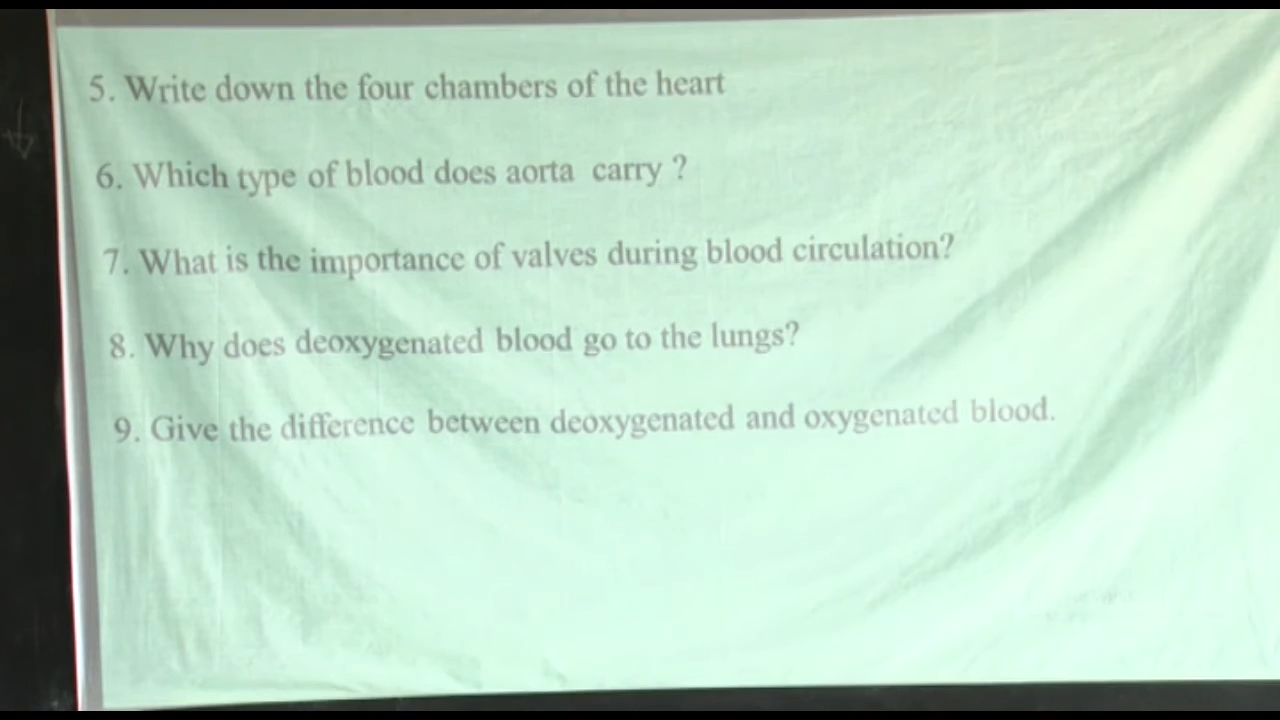 5. Write down the four chambers of the heart
6. Which type of blood does aorta carry ?
7. What is the importance of valves during blood circulation?
8. Why does deoxygenated blood go to the lungs?
9. Give the difference between deoxygenated and oxygenated blood.